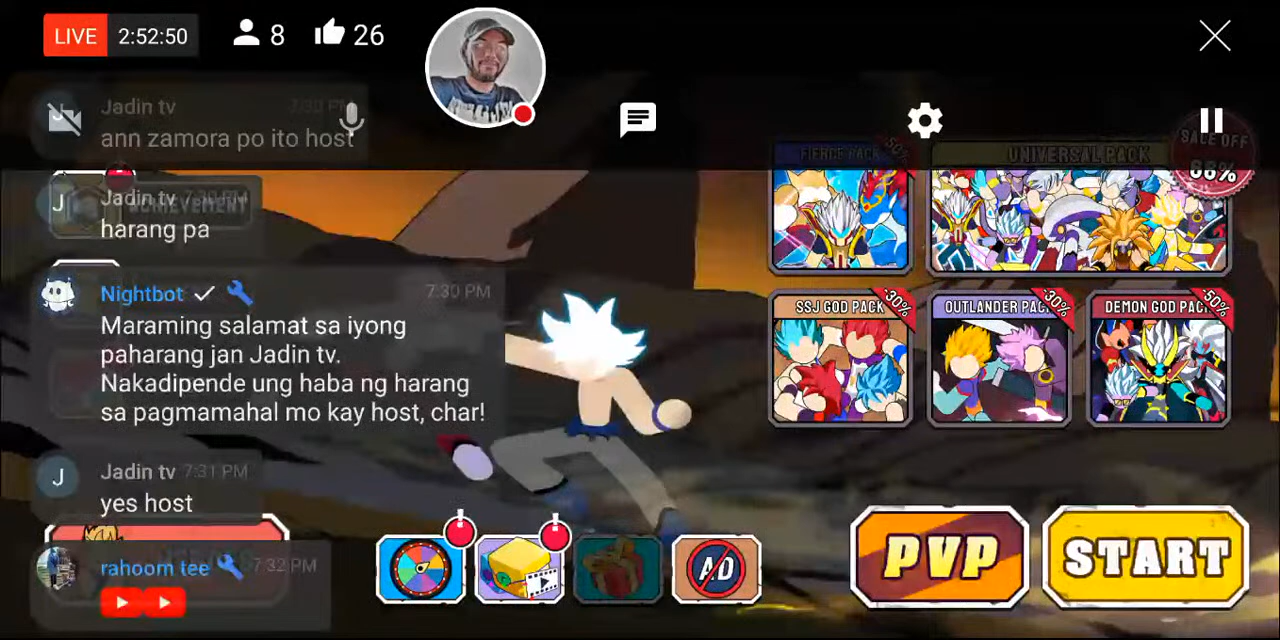 LIVE 2:52:50 8 26
Jadin tv 7:30 PM
ann zamora po ito host
Jadin tv 7:30 PM
harang pa
ACHIEVEMENT
Nightbot 7:30 PM
Maraming salamat sa iyong
paharang jan Jadin tv.
Nakadipende ung haba ng harang
sa pagmamahal mo kay host, char!
Jadin tv 7:31 PM
yes host
rahoom tee 7:32 PM
J
J
J
FIERCE PACK
-50%
UNIVERSAL PACK
SALE OFF
66%
SSJ GOD PACK
-30%
OUTLANDER PACK
-30%
DEMON GOD PACK
-50%
AD
PVP
START